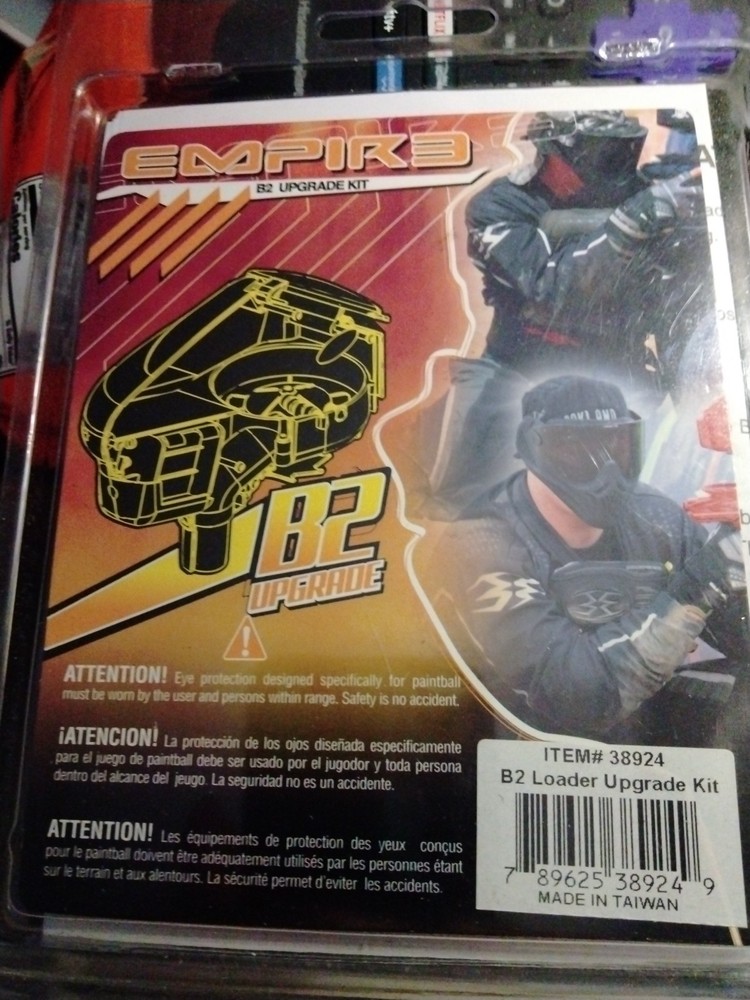 tv+
EMPIR3
B2 UPGRADE KIT
B2
UPGRADE
ATTENTION! Eye protection designed specifically for paintball
must be worn by the user and persons within range. Safety is no accident.
¡ATENCION! La protección de los ojos diseñada especificamente
para el juego de paintball debe ser usado por el jugodor y toda persona
dentro del alcance del juego. La seguridad no es un accidente.
ATTENTION! Les équipements de protection des yeux conçus
pour le paintball doivent être adéquatement utilisés par les personnes étant
sur le terrain et aux alentours. La sécurité permet d'eviter les accidents.
ITEM# 38924
B2 Loader Upgrade Kit
7 89625 38924 9
MADE IN TAIWAN